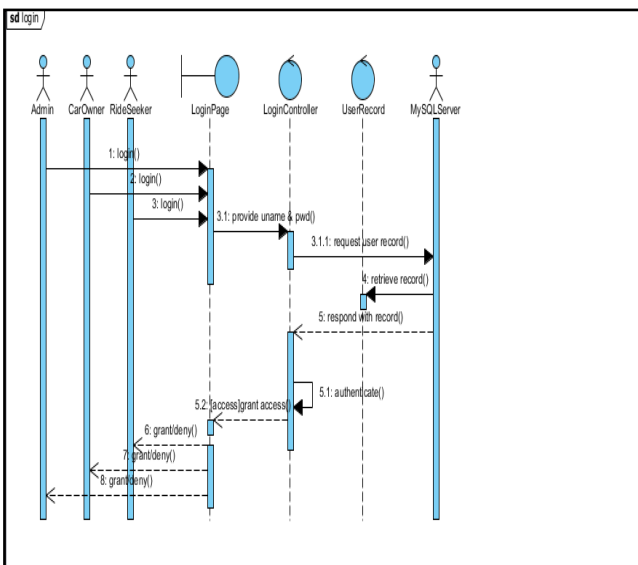 sd login
Admin CarOwner RideSeeker LoginPage LoginController UserRecord MySQLServer
1: login()
2: login()
3: login()
3.1: provide uname & pwd()
3.1.1: request user record()
4: retrieve record()
5: respond with record()
5.1: authenticate()
5.2: [access]grant access()
6: grant/deny()
7: grant/deny()
8: grant/deny()